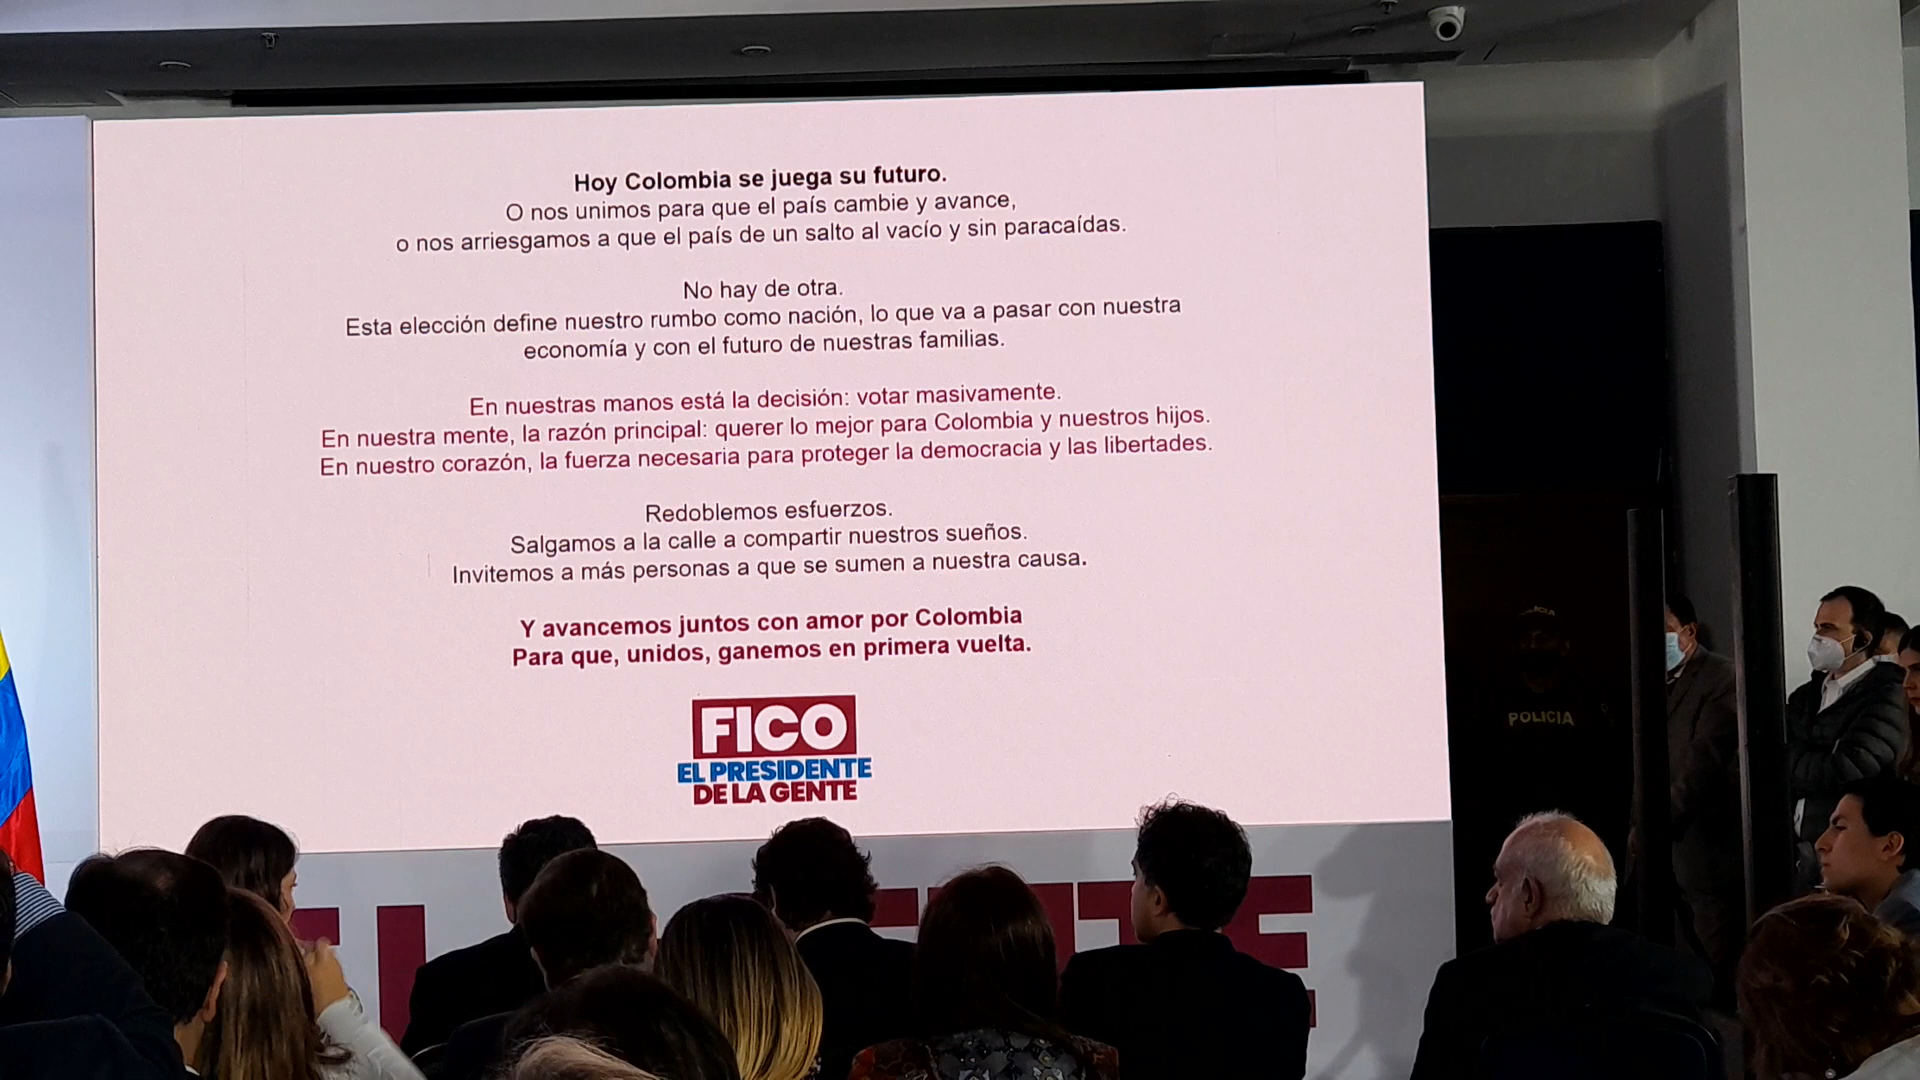 Hoy Colombia se juega su futuro.
O nos unimos para que el país cambie y avance,
o nos arriesgamos a que el país de un salto al vacío y sin paracaídas.
No hay de otra.
Esta elección define nuestro rumbo como nación, lo que va a pasar con nuestra
economía y con el futuro de nuestras familias.
En nuestras manos está la decisión: votar masivamente.
En nuestra mente, la razón principal: querer lo mejor para Colombia y nuestros hijos.
En nuestro corazón, la fuerza necesaria para proteger la democracia y las libertades.
Redoblemos esfuerzos.
Salgamos a la calle a compartir nuestros sueños.
Invitemos a más personas a que se sumen a nuestra causa.
Y avancemos juntos con amor por Colombia
Para que, unidos, ganemos en primera vuelta.
FICO
EL PRESIDENTE
DE LA GENTE
POLICIA